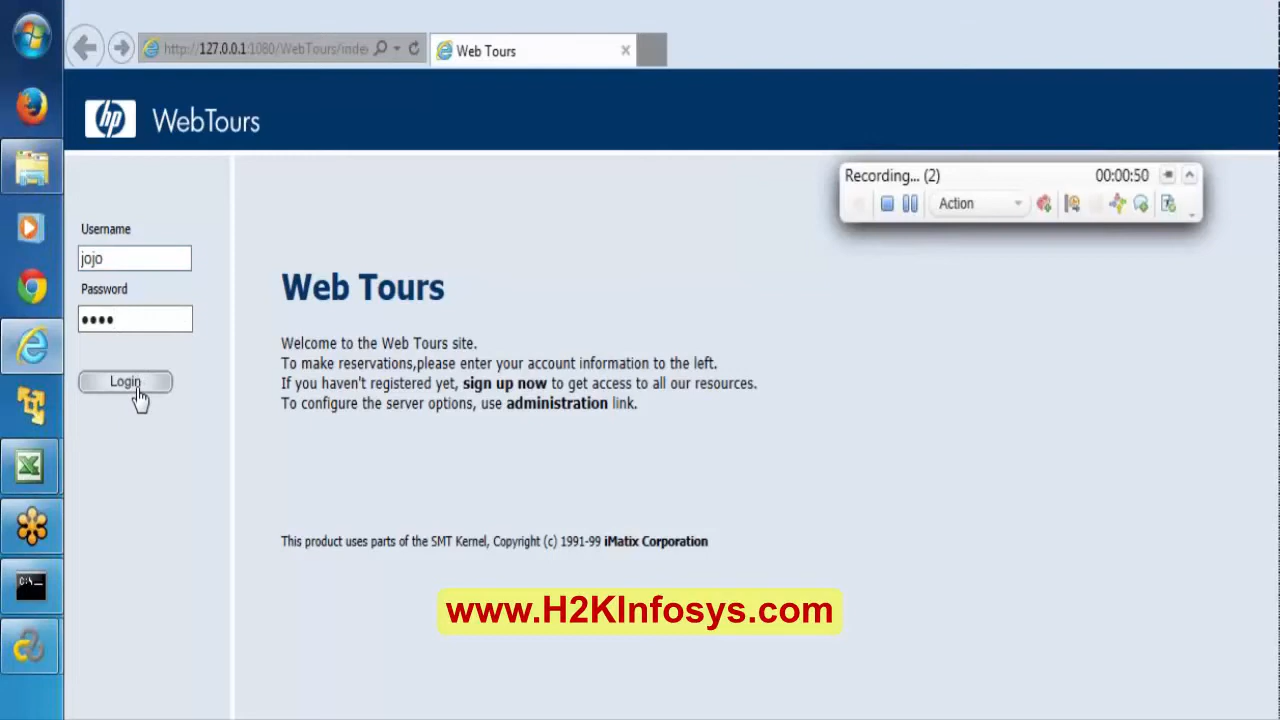 http://127.0.0.1:1080/WebTours/inde
Web Tours
hp
WebTours
Recording... (2)
00:00:50
Action
Username
jojo
Password
Login
Web Tours
Welcome to the Web Tours site.
To make reservations,please enter your account information to the left.
If you haven't registered yet, sign up now to get access to all our resources.
To configure the server options, use administration link.
This product uses parts of the SMT Kernel, Copyright (c) 1991-99 iMatix Corporation
www.H2KInfosys.com
C:\